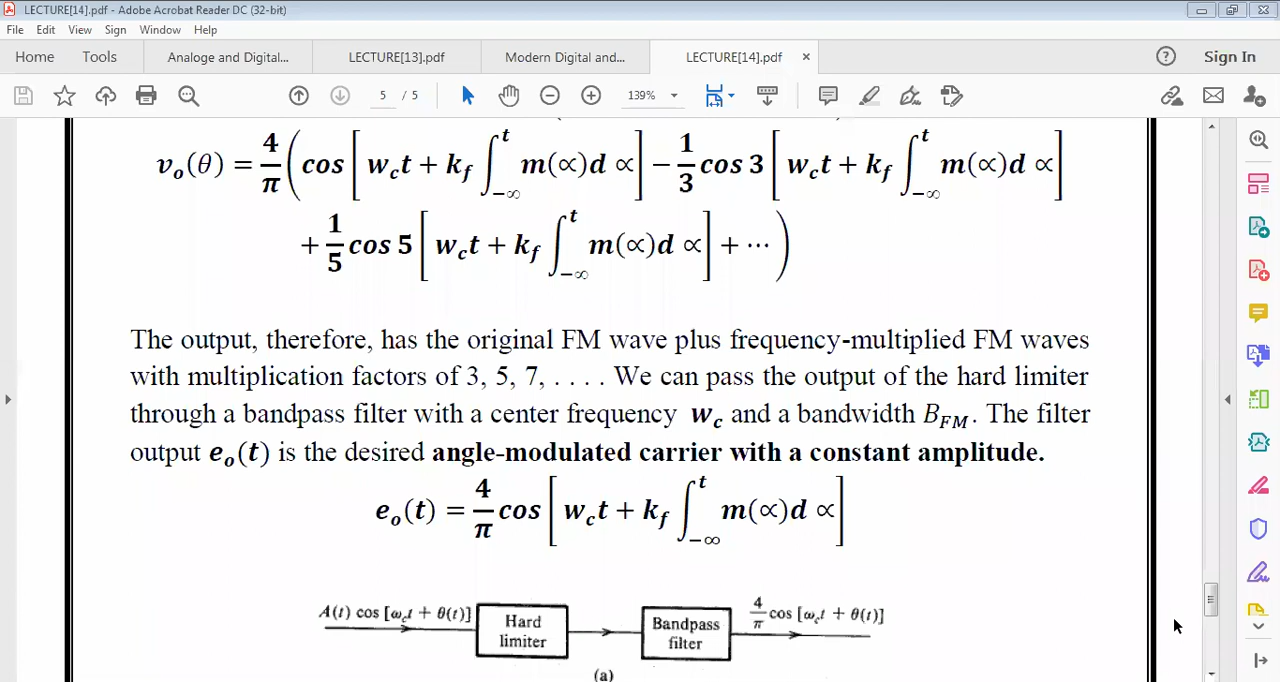 LECTURE[14].pdf - Adobe Acrobat Reader DC (32-bit)
File Edit View Sign Window Help
Home Tools Analoge and Digital... LECTURE[13].pdf Modern Digital and... LECTURE[14].pdf × Sign In
5 / 5 139%
vₒ(θ) = 4/π (cos [w_c t + k_f ∫_{-∞}^{t} m(∝)d ∝] − 1/3 cos 3 [w_c t + k_f ∫_{-∞}^{t} m(∝)d ∝]
+ 1/5 cos 5 [w_c t + k_f ∫_{-∞}^{t} m(∝)d ∝] + ⋯)
The output, therefore, has the original FM wave plus frequency-multiplied FM waves
with multiplication factors of 3, 5, 7, . . . . We can pass the output of the hard limiter
through a bandpass filter with a center frequency w_c and a bandwidth B_FM. The filter
output eₒ(t) is the desired angle-modulated carrier with a constant amplitude.
eₒ(t) = 4/π cos [w_c t + k_f ∫_{-∞}^{t} m(∝)d ∝]
A(t) cos [ω_c t + θ(t)] Hard limiter Bandpass filter 4/π cos [ω_c t + θ(t)]
(a)